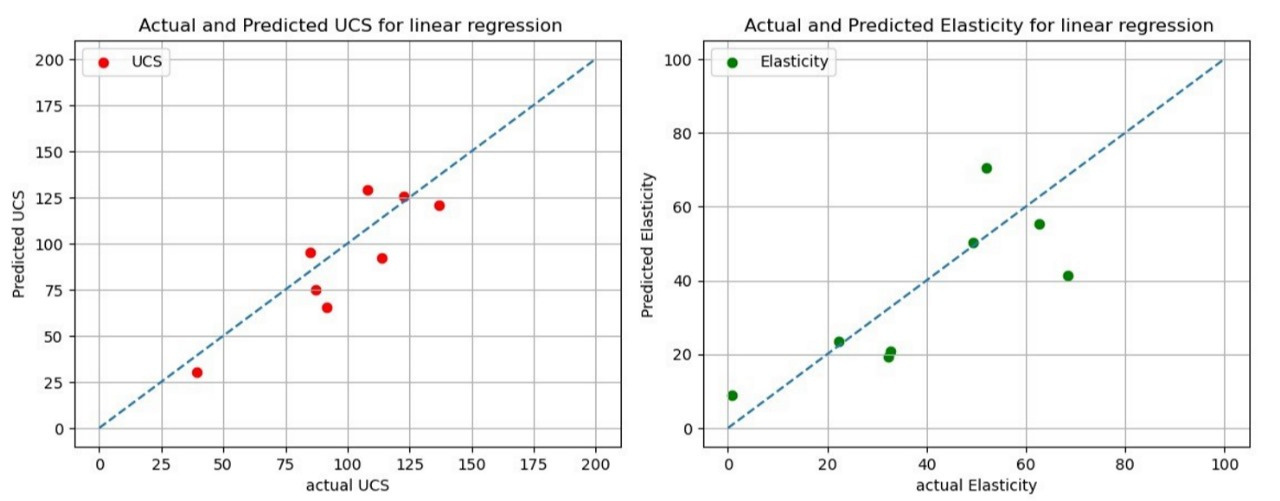 Actual and Predicted UCS for linear regression
UCS
200
175
150
125
100
75
50
25
0
Predicted UCS
0 25 50 75 100 125 150 175 200
actual UCS
Actual and Predicted Elasticity for linear regression
Elasticity
100
80
60
40
20
0
Predicted Elasticity
0 20 40 60 80 100
actual Elasticity